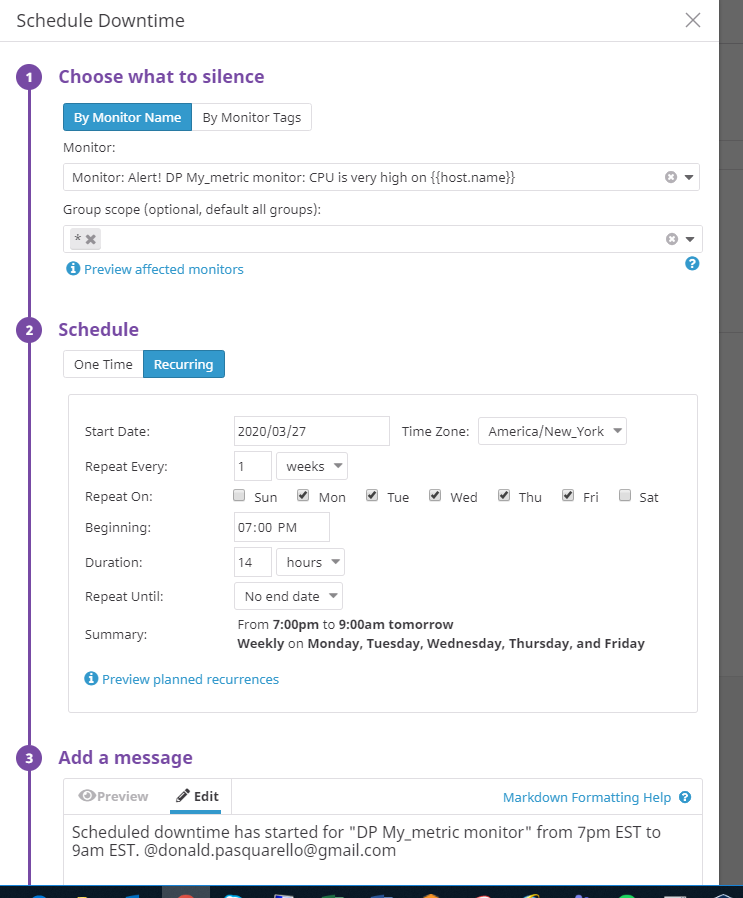 Schedule Downtime
1 Choose what to silence
By Monitor Name By Monitor Tags
Monitor:
Monitor: Alert! DP My_metric monitor: CPU is very high on {{host.name}}
Group scope (optional, default all groups):
*
Preview affected monitors
2 Schedule
One Time Recurring
Start Date: 2020/03/27 Time Zone: America/New_York
Repeat Every: 1 weeks
Repeat On: Sun Mon Tue Wed Thu Fri Sat
Beginning: 07:00 PM
Duration: 14 hours
Repeat Until: No end date
From 7:00pm to 9:00am tomorrow
Summary:
Weekly on Monday, Tuesday, Wednesday, Thursday, and Friday
Preview planned recurrences
3 Add a message
Preview Edit Markdown Formatting Help
Scheduled downtime has started for "DP My_metric monitor" from 7pm EST to
9am EST. @donald.pasquarello@gmail.com